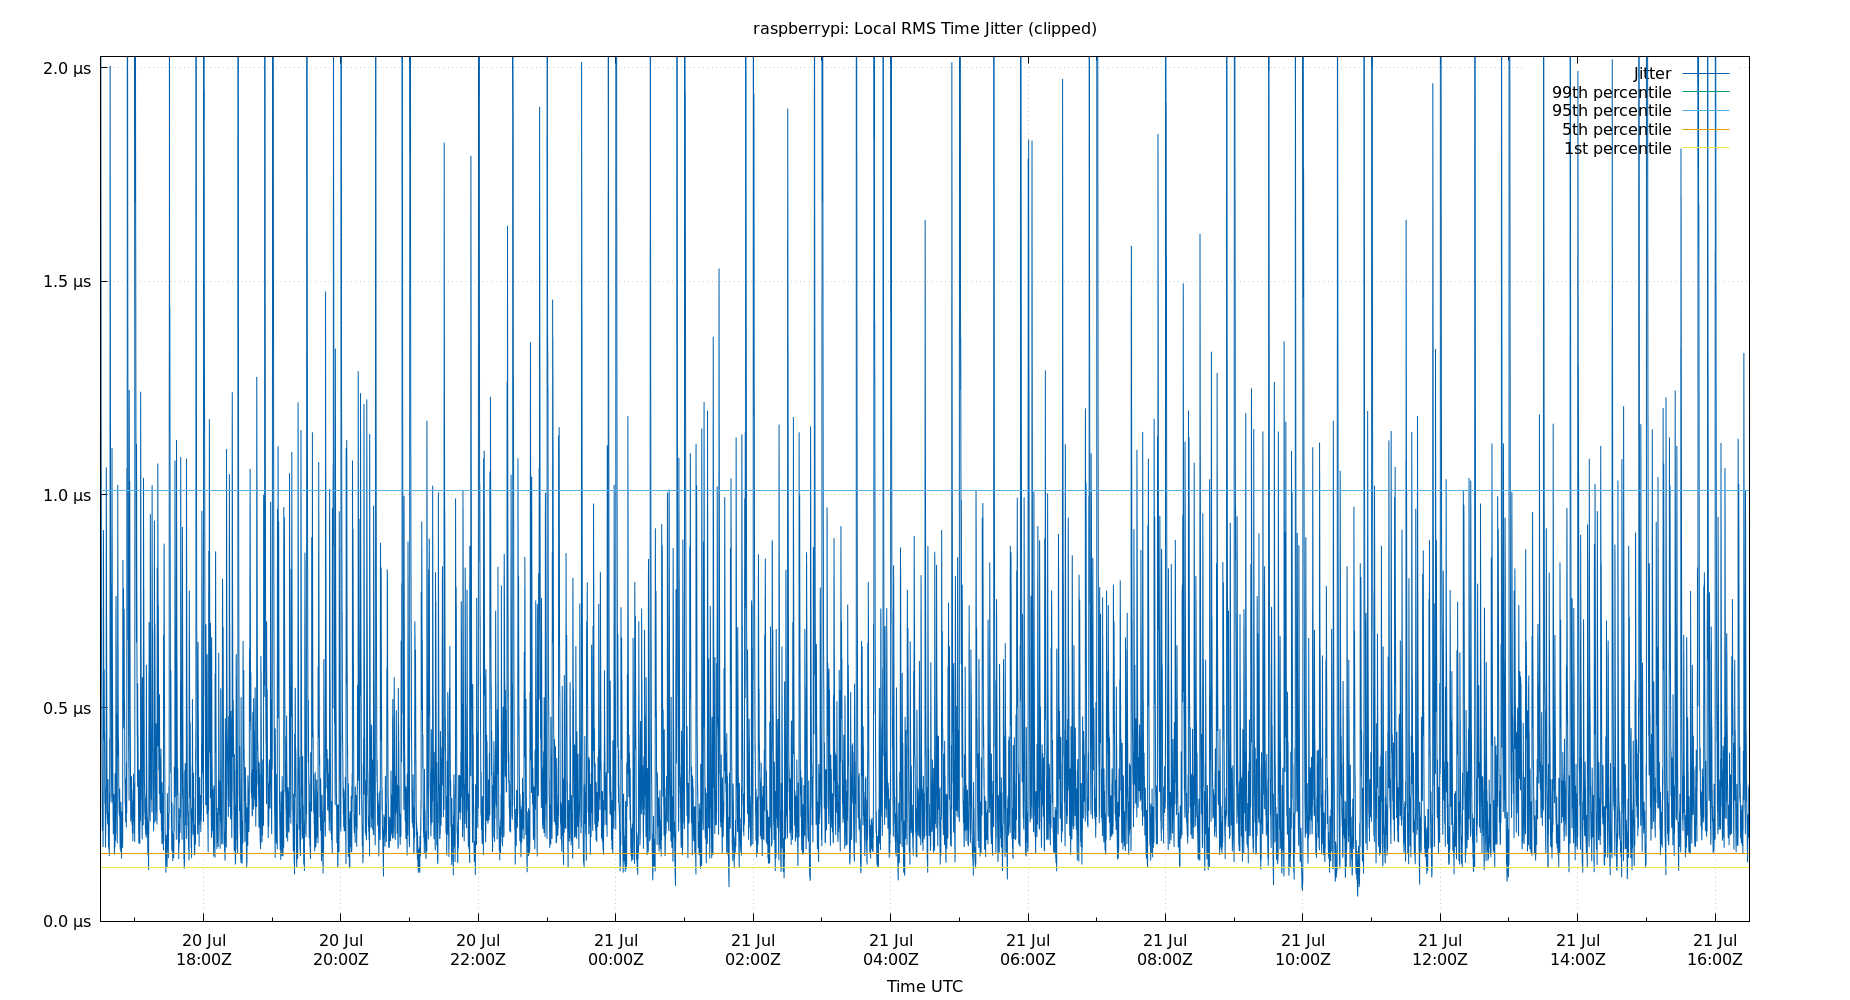 raspberrypi: Local RMS Time Jitter (clipped)
2.0 µs
1.5 µs
1.0 µs
0.5 µs
0.0 µs
Jitter
99th percentile
95th percentile
5th percentile
1st percentile
20 Jul
18:00Z
20 Jul
20:00Z
20 Jul
22:00Z
21 Jul
00:00Z
21 Jul
02:00Z
21 Jul
04:00Z
21 Jul
06:00Z
21 Jul
08:00Z
21 Jul
10:00Z
21 Jul
12:00Z
21 Jul
14:00Z
21 Jul
16:00Z
Time UTC